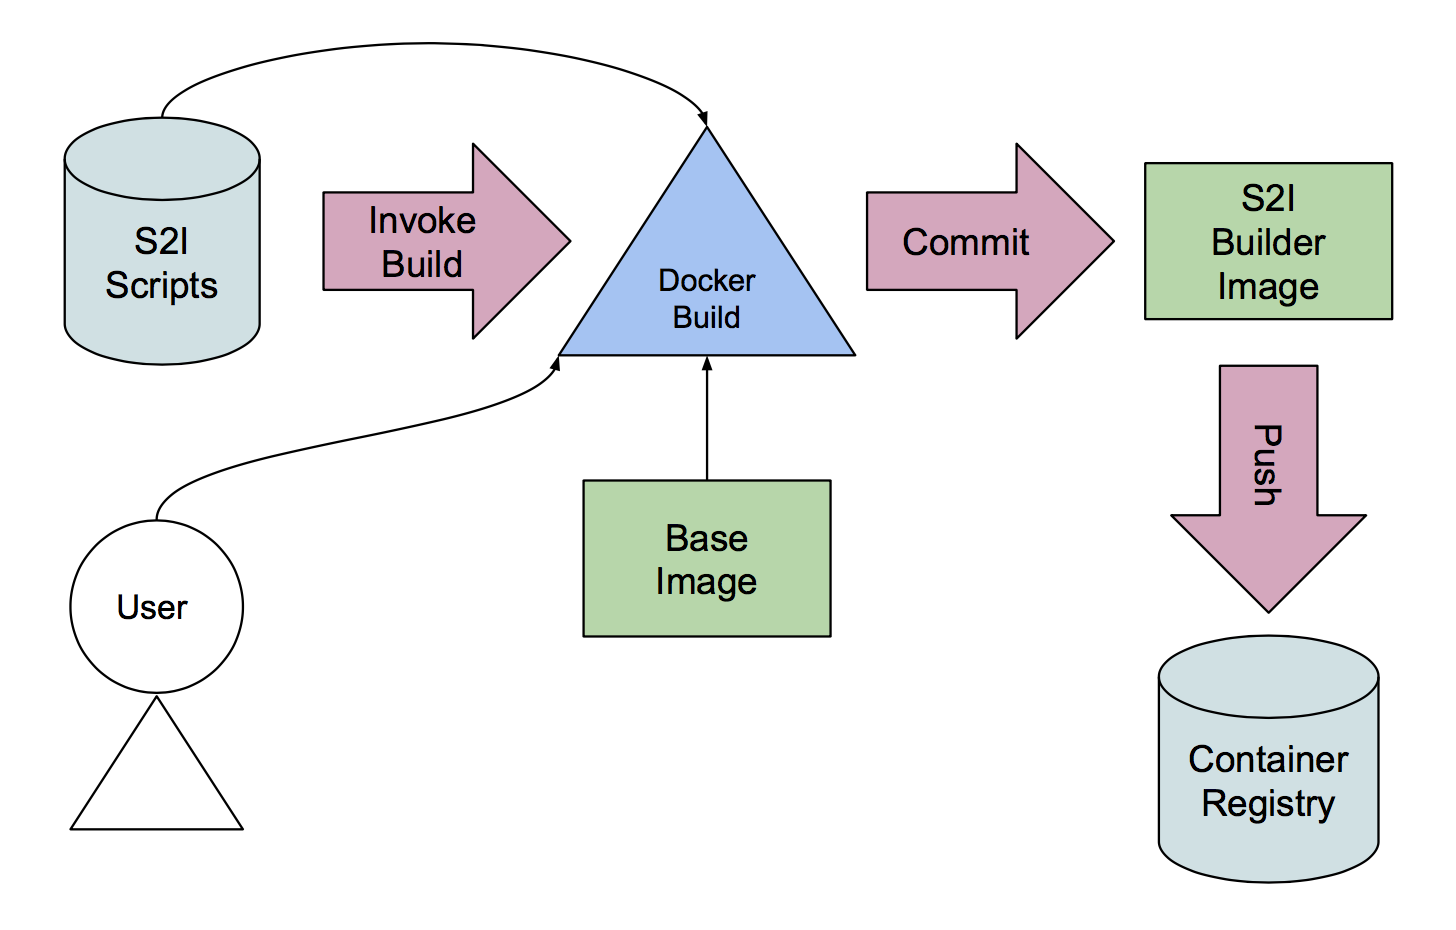 S2I
Scripts
Invoke
Build
Docker
Build
Commit
S2I
Builder
Image
Push
User
Base
Image
Container
Registry